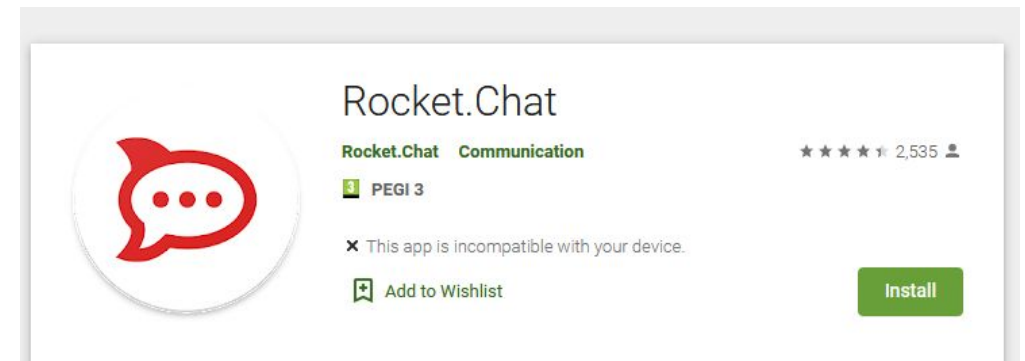 Rocket.Chat
Rocket.Chat Communication 2,535
3 PEGI 3
This app is incompatible with your device.
Add to Wishlist
Install